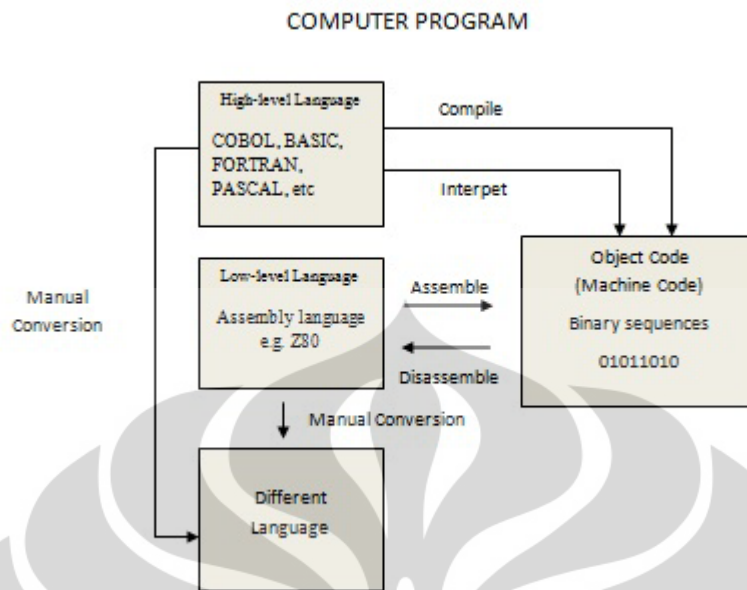 COMPUTER PROGRAM
High-level Language
COBOL, BASIC,
FORTRAN,
PASCAL, etc
Compile
Interpet
Manual
Conversion
Low-level Language
Assembly language
e.g. Z80
Assemble
Disassemble
Object Code
(Machine Code)
Binary sequences
01011010
Manual Conversion
Different
Language